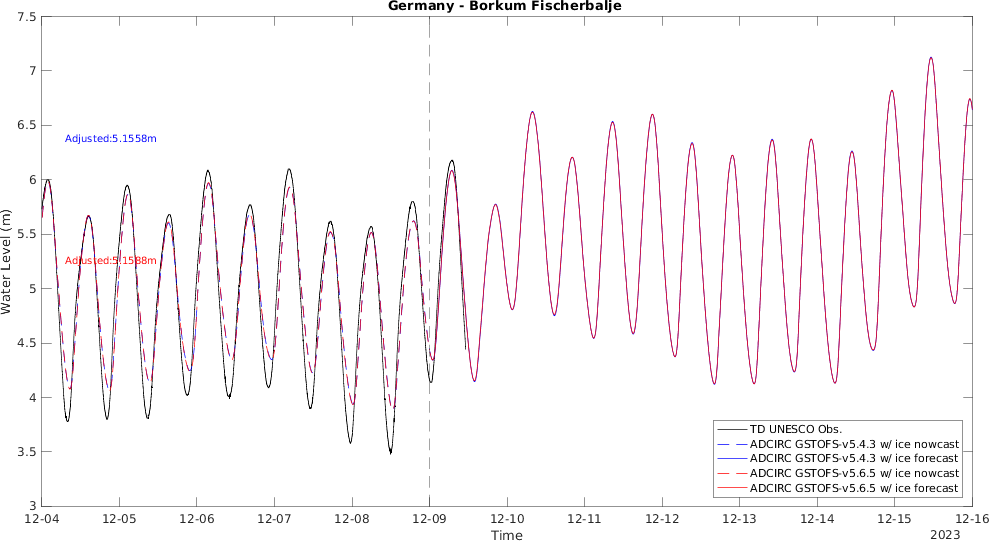 Germany - Borkum Fischerbalje
7.5
7
6.5
6
5.5
5
4.5
4
3.5
3
Water Level (m)
Adjusted:5.1558m
Adjusted:5.1588m
TD UNESCO Obs.
ADCIRC GSTOFS-v5.4.3 w/ ice nowcast
ADCIRC GSTOFS-v5.4.3 w/ ice forecast
ADCIRC GSTOFS-v5.6.5 w/ ice nowcast
ADCIRC GSTOFS-v5.6.5 w/ ice forecast
12-04 12-05 12-06 12-07 12-08 12-09 12-10 12-11 12-12 12-13 12-14 12-15 12-16
Time
2023